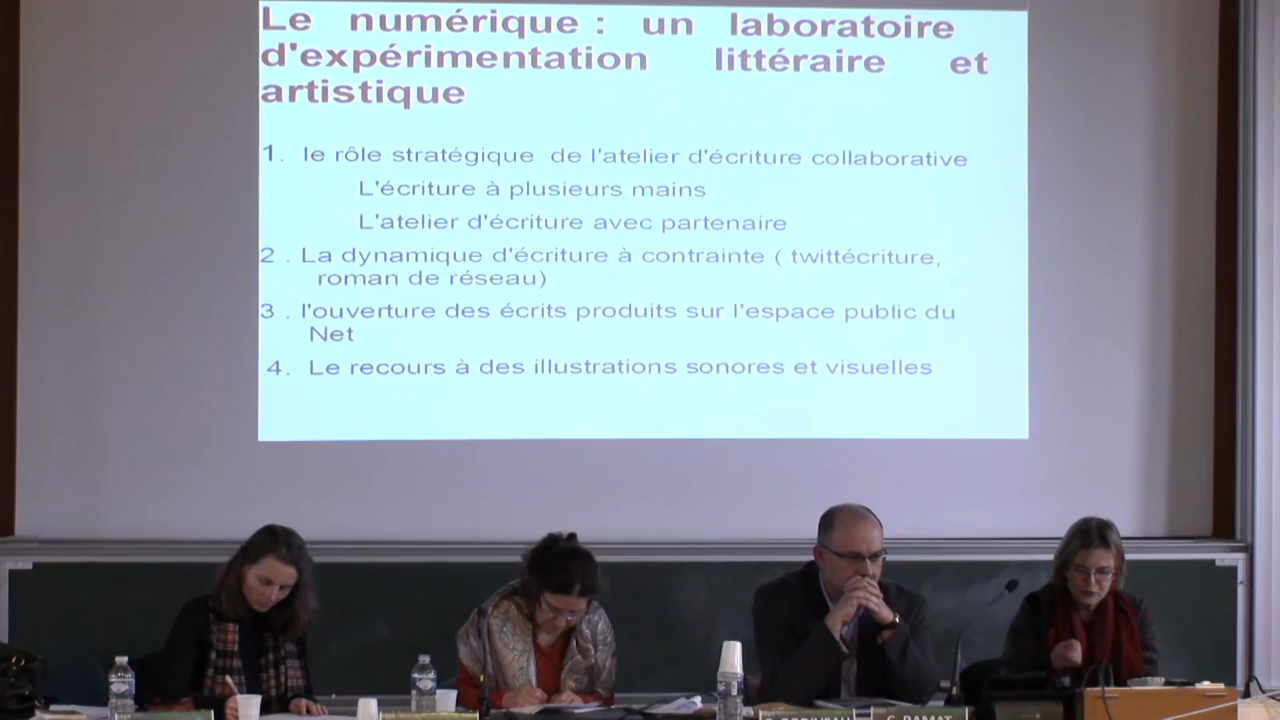 Le numérique : un laboratoire
d'expérimentation littéraire et
artistique
1. le rôle stratégique de l'atelier d'écriture collaborative
L'écriture à plusieurs mains
L'atelier d'écriture avec partenaire
2 . La dynamique d'écriture à contrainte ( twittécriture,
roman de réseau)
3 . l'ouverture des écrits produits sur l'espace public du
Net
4. Le recours à des illustrations sonores et visuelles